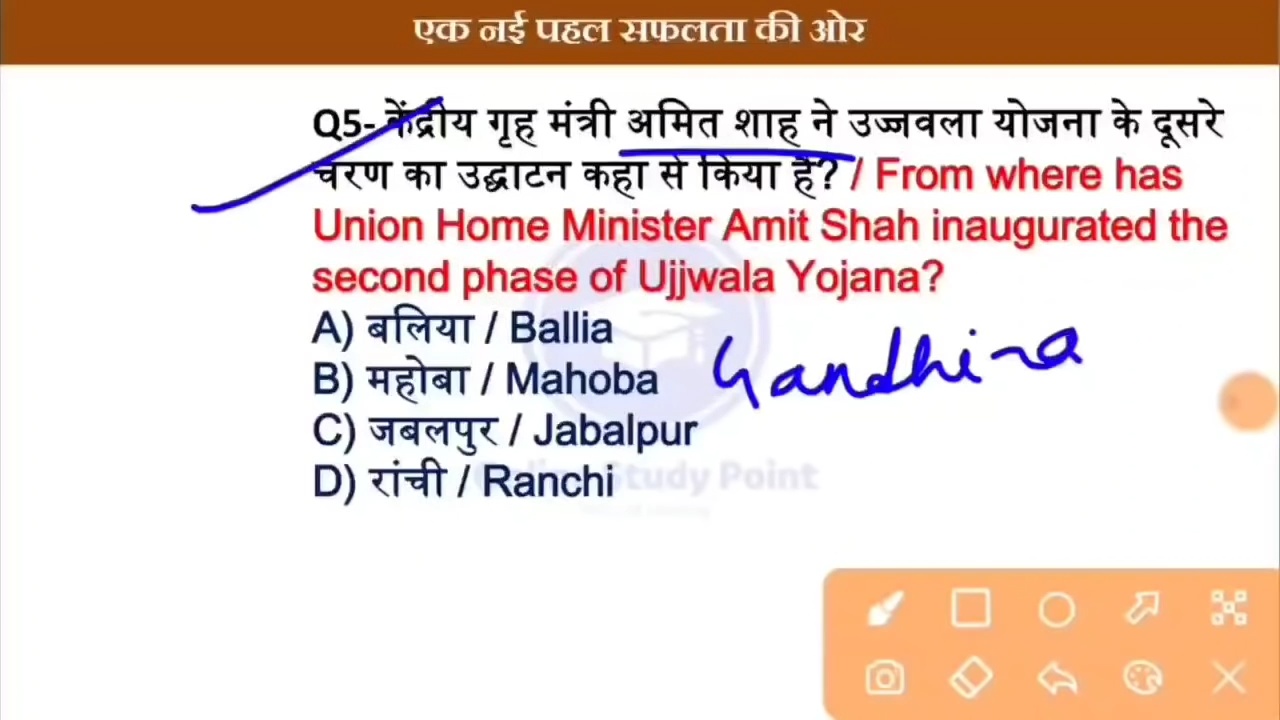 एक नई पहल सफलता की ओर
Q5- केंद्रीय गृह मंत्री अमित शाह ने उज्जवला योजना के दूसरे
चरण का उद्घाटन कहा से किया है? / From where has
Union Home Minister Amit Shah inaugurated the
second phase of Ujjwala Yojana?
A) बलिया / Ballia
B) महोबा / Mahoba
Gandhina
C) जबलपुर / Jabalpur
D) रांची / Ranchi
Study Point